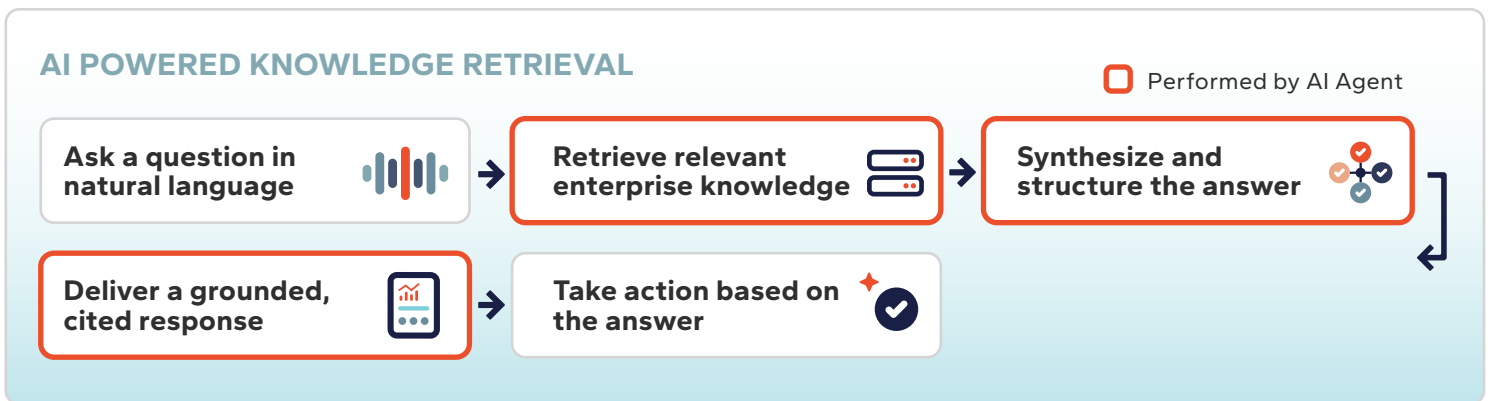 AI POWERED KNOWLEDGE RETRIEVAL
Performed by AI Agent
Ask a question in
natural language
Retrieve relevant
enterprise knowledge
Synthesize and
structure the answer
Deliver a grounded,
cited response
Take action based on
the answer